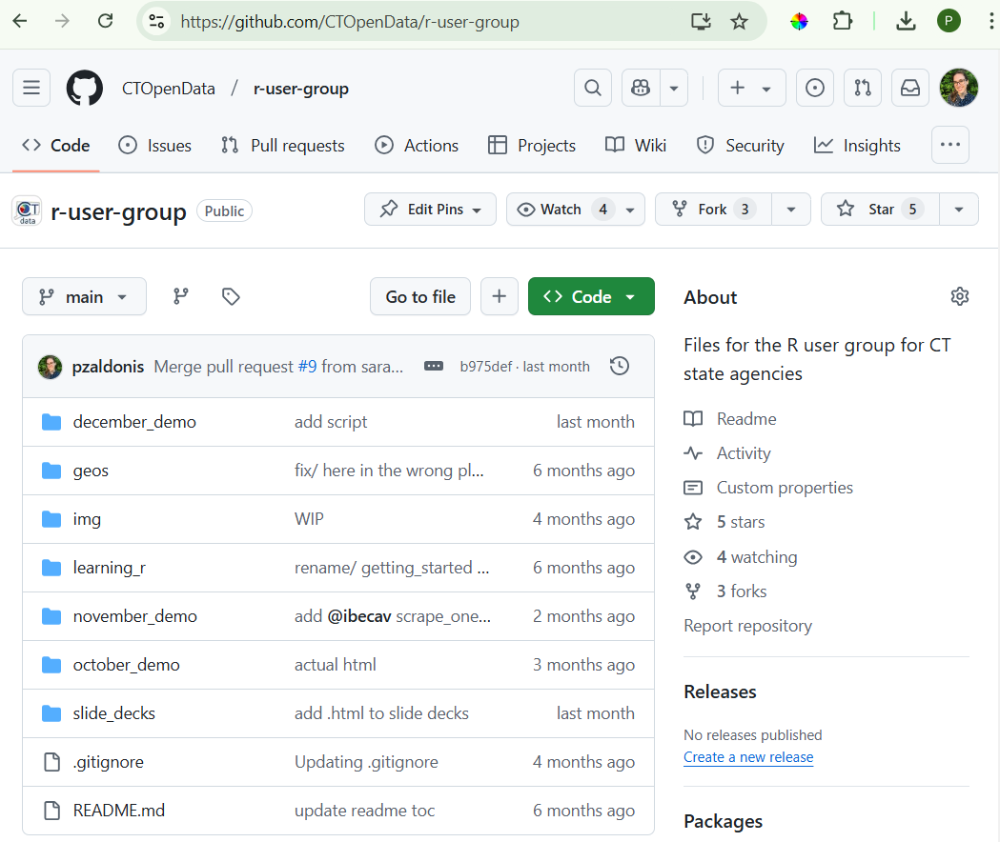 https://github.com/CTOpenData/r-user-group
P
CTOpenData / r-user-group
Code Issues Pull requests Actions Projects Wiki Security Insights
CT data r-user-group Public Edit Pins Watch 4 Fork 3 Star 5
main Go to file Code
pzaldonis Merge pull request #9 from sara... b975def · last month
december_demo add script last month
geos fix/ here in the wrong pl... 6 months ago
img WIP 4 months ago
learning_r rename/ getting_started ... 6 months ago
november_demo add @ibecav scrape_one... 2 months ago
october_demo actual html 3 months ago
slide_decks add .html to slide decks last month
.gitignore Updating .gitignore 4 months ago
README.md update readme toc 6 months ago
About
Files for the R user group for CT
state agencies
Readme
Activity
Custom properties
5 stars
4 watching
3 forks
Report repository
Releases
No releases published
Create a new release
Packages